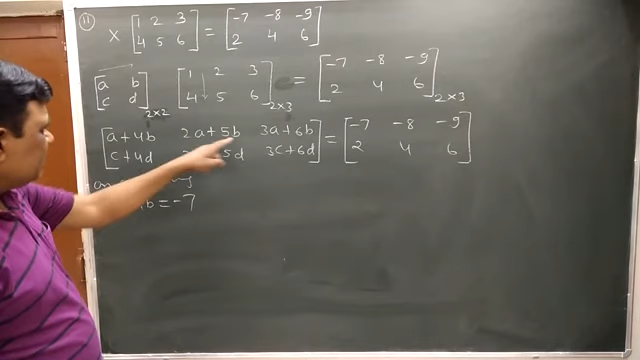 (11)
X [1 2 3 / 4 5 6] = [-7 -8 -9 / 2 4 6]
[a b / c d] 2×2 [1 2 3 / 4 5 6] 2×3 = [-7 -8 -9 / 2 4 6] 2×3
[a+4b 2a+5b 3a+6b / c+4d 5d 3c+6d] = [-7 -8 -9 / 2 4 6]
b = -7